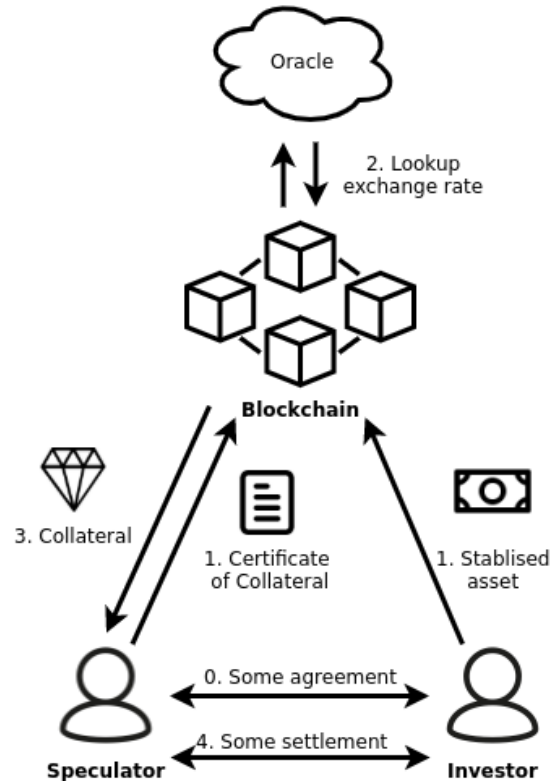 Oracle
2. Lookup
exchange rate
Blockchain
3. Collateral
1. Certificate
of Collateral
1. Stablised
asset
0. Some agreement
4. Some settlement
Speculator
Investor